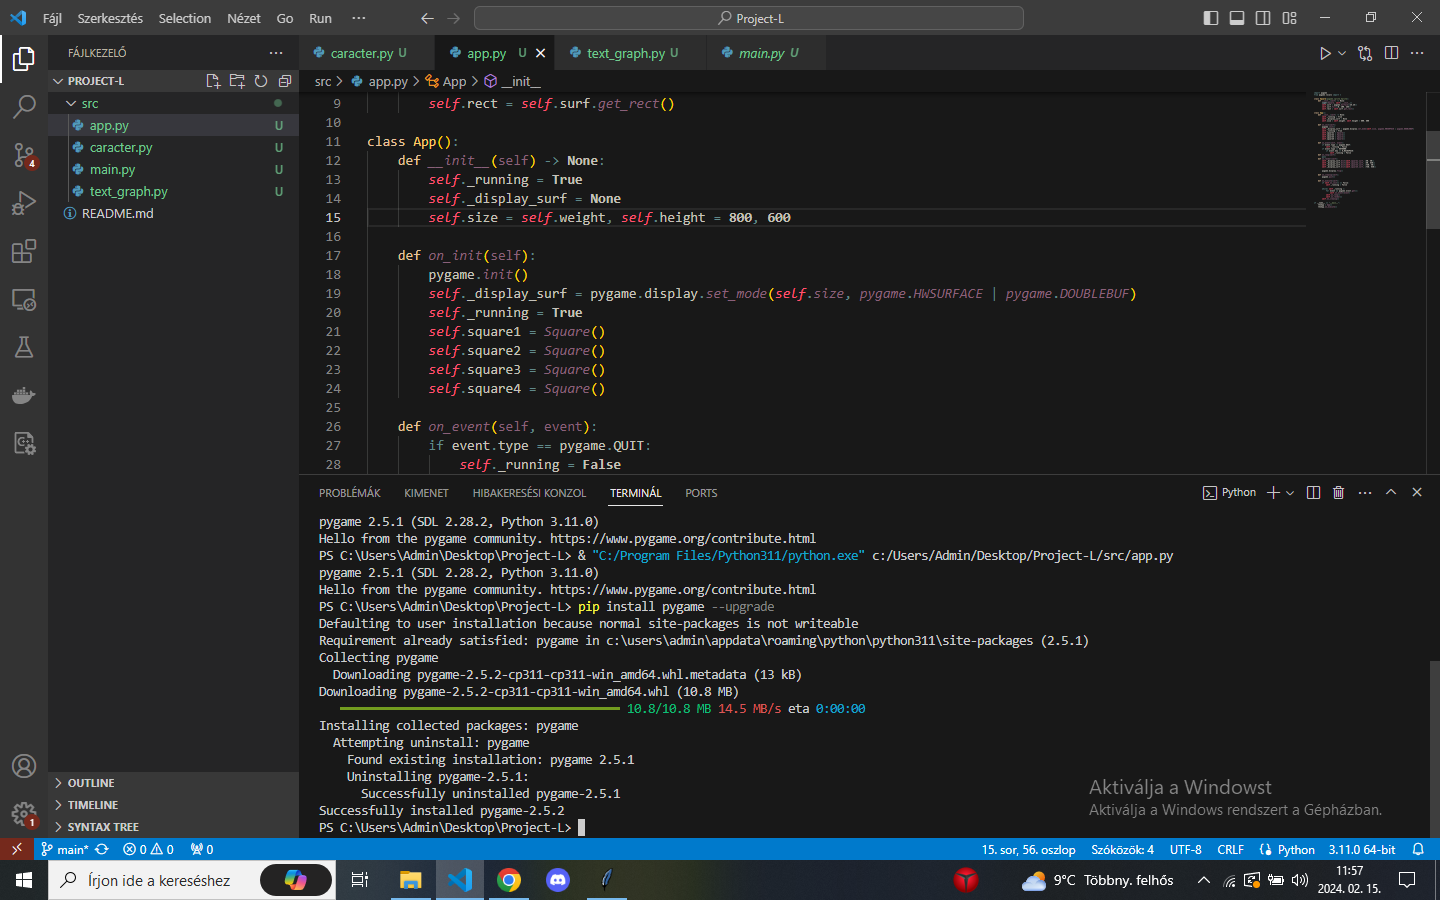 Fájl Szerkesztés Selection Nézet Go Run ··· Project-L
FÁJLKEZELŐ ···
PROJECT-L
src
app.py U
caracter.py U
main.py U
text_graph.py U
README.md
4
1
OUTLINE
TIMELINE
SYNTAX TREE
caracter.py U app.py U text_graph.py U main.py U
src > app.py > App > __init__
9 self.rect = self.surf.get_rect()
10
11 class App():
12 def __init__(self) -> None:
13 self._running = True
14 self._display_surf = None
15 self.size = self.weight, self.height = 800, 600
16
17 def on_init(self):
18 pygame.init()
19 self._display_surf = pygame.display.set_mode(self.size, pygame.HWSURFACE | pygame.DOUBLEBUF)
20 self._running = True
21 self.square1 = Square()
22 self.square2 = Square()
23 self.square3 = Square()
24 self.square4 = Square()
25
26 def on_event(self, event):
27 if event.type == pygame.QUIT:
28 self._running = False
PROBLÉMÁK KIMENET HIBAKERESÉSI KONZOL TERMINÁL PORTS Python
pygame 2.5.1 (SDL 2.28.2, Python 3.11.0)
Hello from the pygame community. https://www.pygame.org/contribute.html
PS C:\Users\Admin\Desktop\Project-L> & "C:/Program Files/Python311/python.exe" c:/Users/Admin/Desktop/Project-L/src/app.py
pygame 2.5.1 (SDL 2.28.2, Python 3.11.0)
Hello from the pygame community. https://www.pygame.org/contribute.html
PS C:\Users\Admin\Desktop\Project-L> pip install pygame --upgrade
Defaulting to user installation because normal site-packages is not writeable
Requirement already satisfied: pygame in c:\users\admin\appdata\roaming\python\python311\site-packages (2.5.1)
Collecting pygame
Downloading pygame-2.5.2-cp311-cp311-win_amd64.whl.metadata (13 kB)
Downloading pygame-2.5.2-cp311-cp311-win_amd64.whl (10.8 MB)
10.8/10.8 MB 14.5 MB/s eta 0:00:00
Installing collected packages: pygame
Attempting uninstall: pygame
Found existing installation: pygame 2.5.1
Uninstalling pygame-2.5.1:
Successfully uninstalled pygame-2.5.1
Successfully installed pygame-2.5.2
PS C:\Users\Admin\Desktop\Project-L>
Aktiválja a Windowst
Aktiválja a Windows rendszert a Gépházban.
main* 0 0 0 15. sor, 56. oszlop Szóközök: 4 UTF-8 CRLF Python 3.11.0 64-bit
Írjon ide a kereséshez 9°C Többny. felhős 11:57
2024. 02. 15.